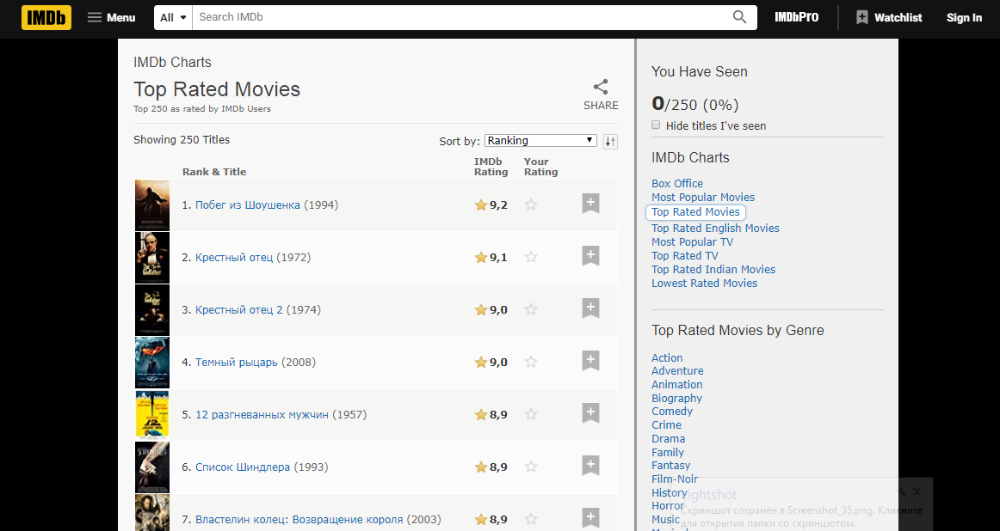 IMDb
Menu
All
Search IMDb
IMDbPro
Watchlist
Sign In
IMDb Charts
Top Rated Movies
Top 250 as rated by IMDb Users
SHARE
Showing 250 Titles
Sort by: Ranking
Rank & Title
IMDb Rating
Your Rating
1. Побег из Шоушенка (1994) 9,2
2. Крестный отец (1972) 9,1
3. Крестный отец 2 (1974) 9,0
4. Темный рыцарь (2008) 9,0
5. 12 разгневанных мужчин (1957) 8,9
6. Список Шиндлера (1993) 8,9
7. Властелин колец: Возвращение короля (2003) 8,9
You Have Seen
0/250 (0%)
Hide titles I've seen
IMDb Charts
Box Office
Most Popular Movies
Top Rated Movies
Top Rated English Movies
Most Popular TV
Top Rated TV
Top Rated Indian Movies
Lowest Rated Movies
Top Rated Movies by Genre
Action
Adventure
Animation
Biography
Comedy
Crime
Drama
Family
Fantasy
Film-Noir
History
Horror
Music
Lightshot
Скриншот сохранён в Screenshot_35.png. Кликните
для открытия папки со скриншотом.